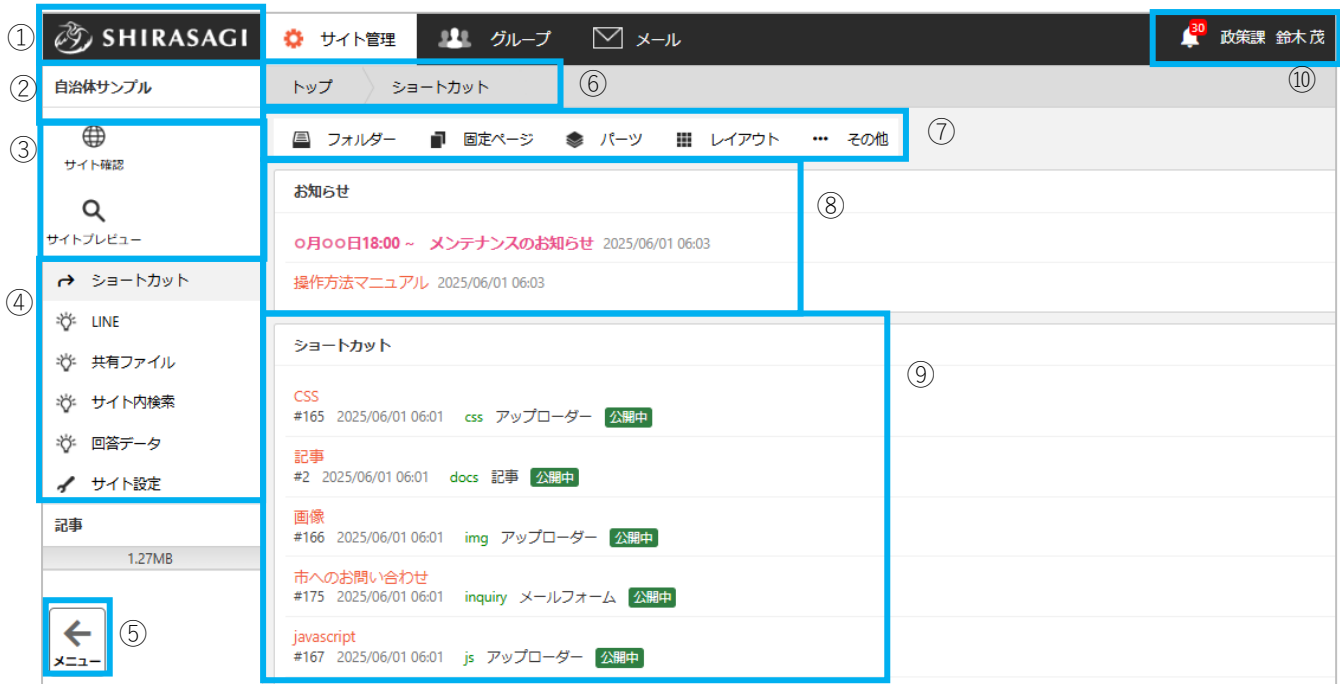 ① SHIRASAGI サイト管理 グループ メール 30 政策課 鈴木 茂
⑩
② 自治体サンプル トップ ショートカット ⑥
③ サイト確認
サイトプレビュー
フォルダー 固定ページ パーツ レイアウト ••• その他 ⑦
お知らせ ⑧
○月○○日18:00 ~ メンテナンスのお知らせ 2025/06/01 06:03
操作方法マニュアル 2025/06/01 06:03
④ ショートカット
LINE
共有ファイル
サイト内検索
回答データ
サイト設定
記事
1.27MB
⑤ メニュー
ショートカット ⑨
CSS
#165 2025/06/01 06:01 css アップローダー 公開中
記事
#2 2025/06/01 06:01 docs 記事 公開中
画像
#166 2025/06/01 06:01 img アップローダー 公開中
市へのお問い合わせ
#175 2025/06/01 06:01 inquiry メールフォーム 公開中
javascript
#167 2025/06/01 06:01 js アップローダー 公開中